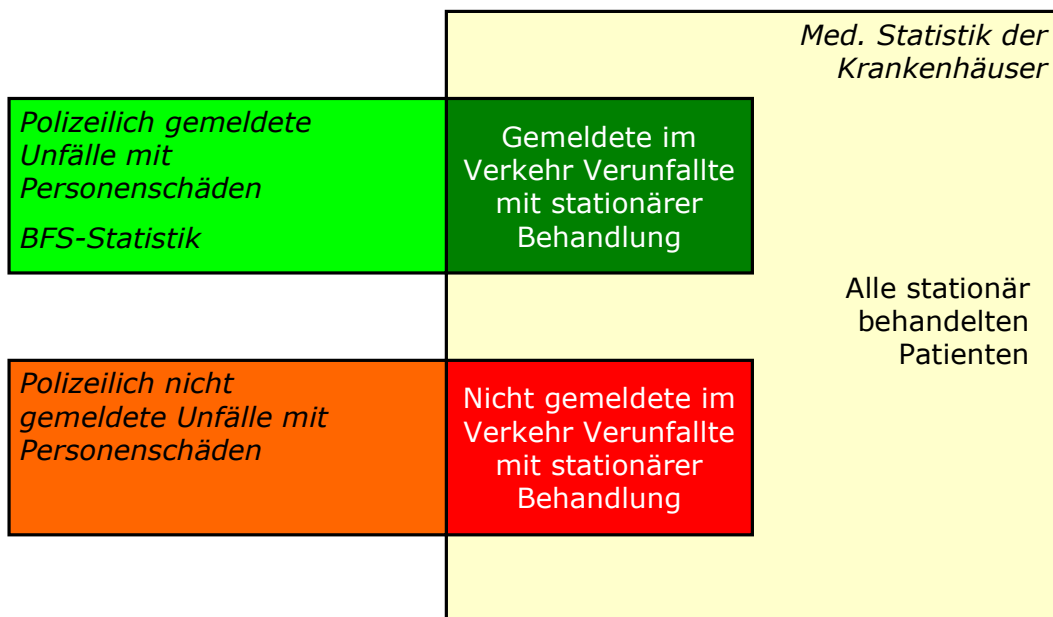 Med. Statistik der
Krankenhäuser
Polizeilich gemeldete
Unfälle mit
Personenschäden
BFS-Statistik
Gemeldete im
Verkehr Verunfallte
mit stationärer
Behandlung
Alle stationär
behandelten
Patienten
Polizeilich nicht
gemeldete Unfälle mit
Personenschäden
Nicht gemeldete im
Verkehr Verunfallte
mit stationärer
Behandlung